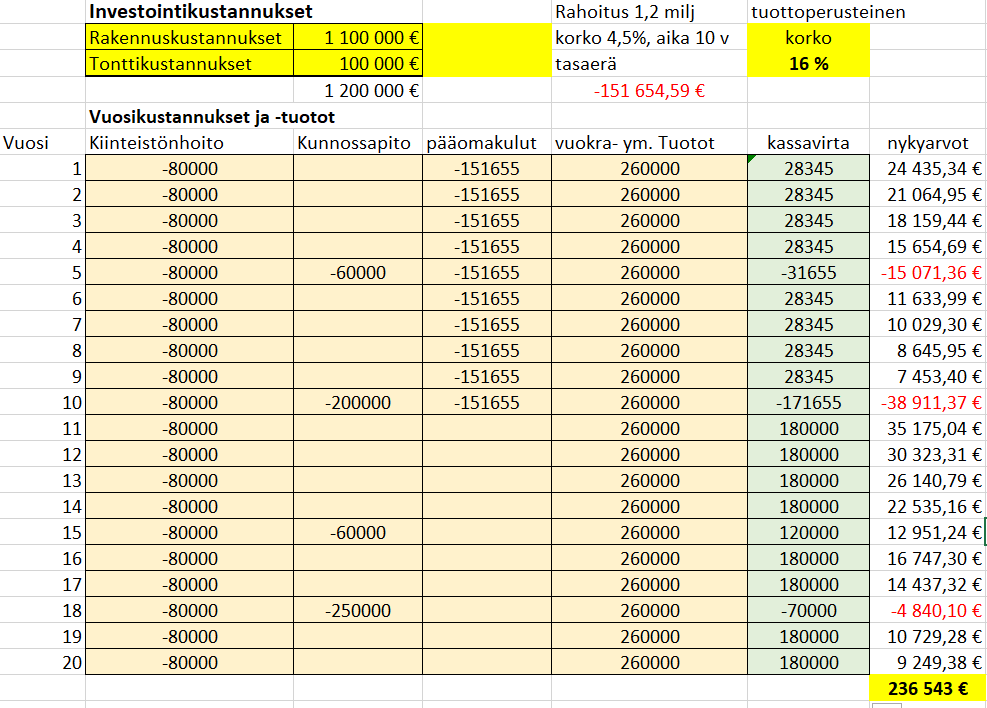 Investointikustannukset Rahoitus 1,2 milj tuottoperusteinen
Rakennuskustannukset 1 100 000 € korko 4,5%, aika 10 v korko
Tonttikustannukset 100 000 € tasaerä 16 %
1 200 000 € -151 654,59 €
Vuosikustannukset ja -tuotot
Vuosi Kiinteistönhoito Kunnossapito pääomakulut vuokra- ym. Tuotot kassavirta nykyarvot
1 -80000 -151655 260000 28345 24 435,34 €
2 -80000 -151655 260000 28345 21 064,95 €
3 -80000 -151655 260000 28345 18 159,44 €
4 -80000 -151655 260000 28345 15 654,69 €
5 -80000 -60000 -151655 260000 -31655 -15 071,36 €
6 -80000 -151655 260000 28345 11 633,99 €
7 -80000 -151655 260000 28345 10 029,30 €
8 -80000 -151655 260000 28345 8 645,95 €
9 -80000 -151655 260000 28345 7 453,40 €
10 -80000 -200000 -151655 260000 -171655 -38 911,37 €
11 -80000 260000 180000 35 175,04 €
12 -80000 260000 180000 30 323,31 €
13 -80000 260000 180000 26 140,79 €
14 -80000 260000 180000 22 535,16 €
15 -80000 -60000 260000 120000 12 951,24 €
16 -80000 260000 180000 16 747,30 €
17 -80000 260000 180000 14 437,32 €
18 -80000 -250000 260000 -70000 -4 840,10 €
19 -80000 260000 180000 10 729,28 €
20 -80000 260000 180000 9 249,38 €
236 543 €